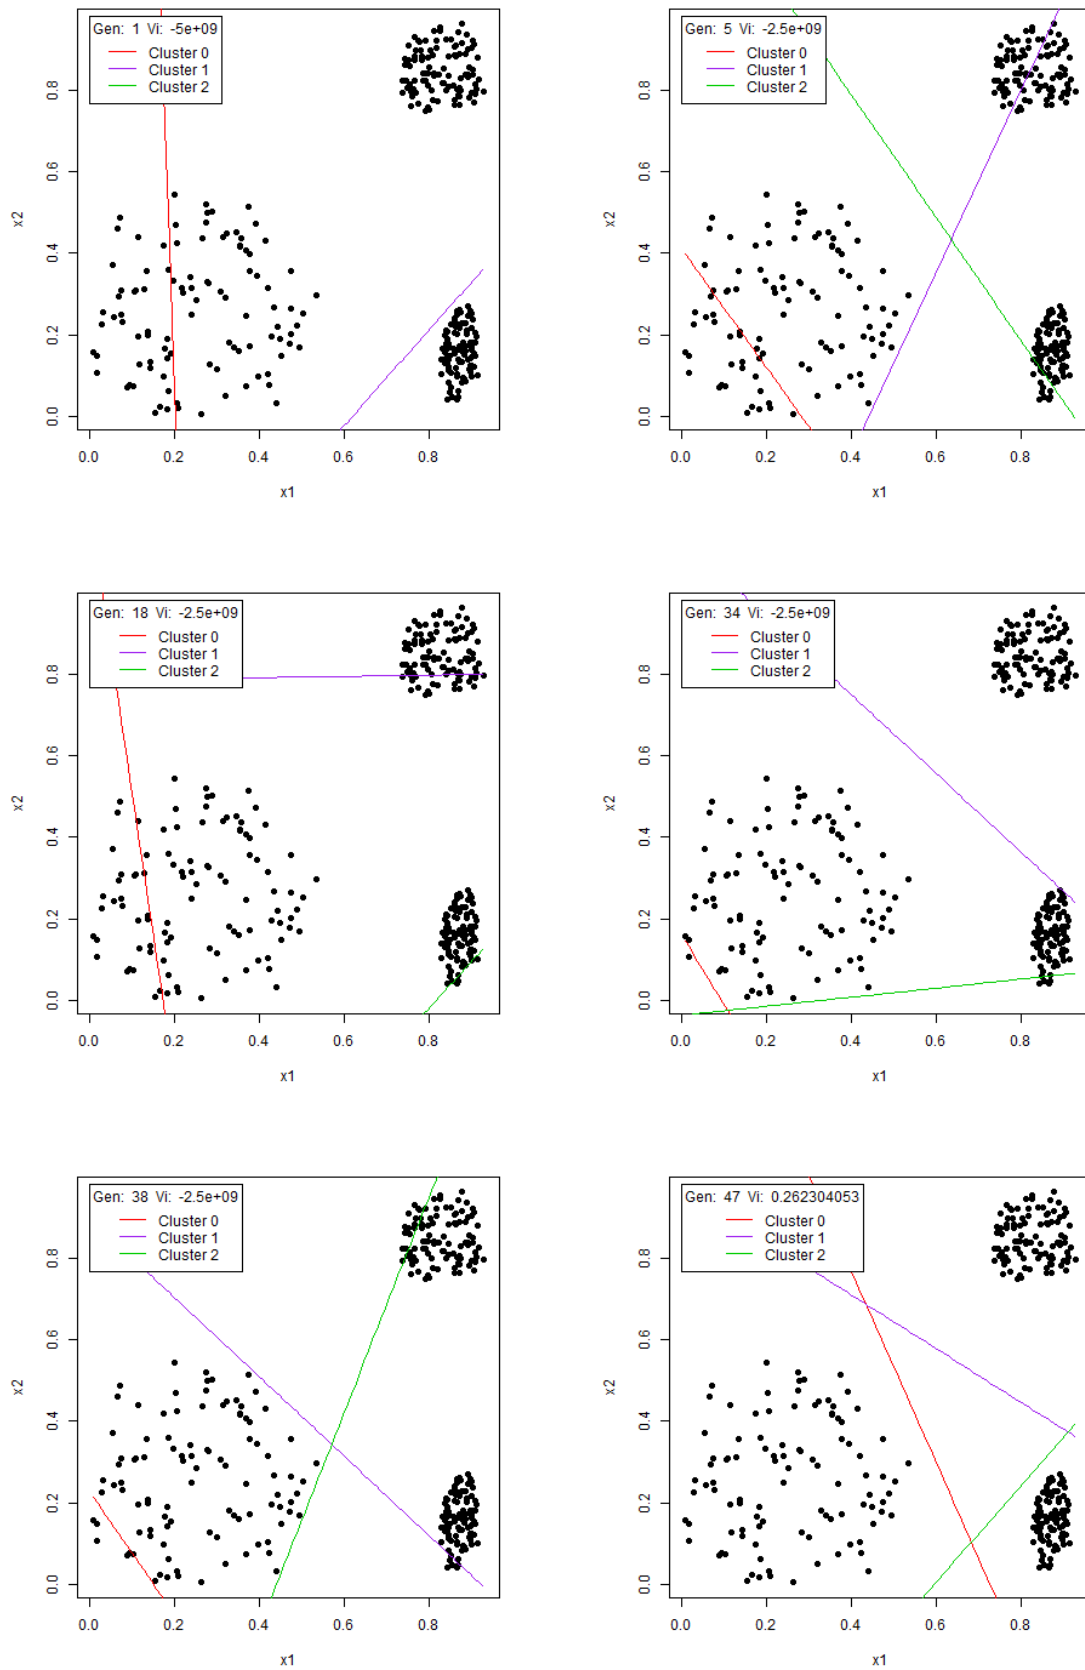 Gen: 1 Vi: -5e+09
Cluster 0
Cluster 1
Cluster 2
x2
0.0 0.2 0.4 0.6 0.8
0.0 0.2 0.4 0.6 0.8
x1
Gen: 5 Vi: -2.5e+09
Cluster 0
Cluster 1
Cluster 2
x2
0.0 0.2 0.4 0.6 0.8
0.0 0.2 0.4 0.6 0.8
x1
Gen: 18 Vi: -2.5e+09
Cluster 0
Cluster 1
Cluster 2
x2
0.0 0.2 0.4 0.6 0.8
0.0 0.2 0.4 0.6 0.8
x1
Gen: 34 Vi: -2.5e+09
Cluster 0
Cluster 1
Cluster 2
x2
0.0 0.2 0.4 0.6 0.8
0.0 0.2 0.4 0.6 0.8
x1
Gen: 38 Vi: -2.5e+09
Cluster 0
Cluster 1
Cluster 2
x2
0.0 0.2 0.4 0.6 0.8
0.0 0.2 0.4 0.6 0.8
x1
Gen: 47 Vi: 0.262304053
Cluster 0
Cluster 1
Cluster 2
x2
0.0 0.2 0.4 0.6 0.8
0.0 0.2 0.4 0.6 0.8
x1